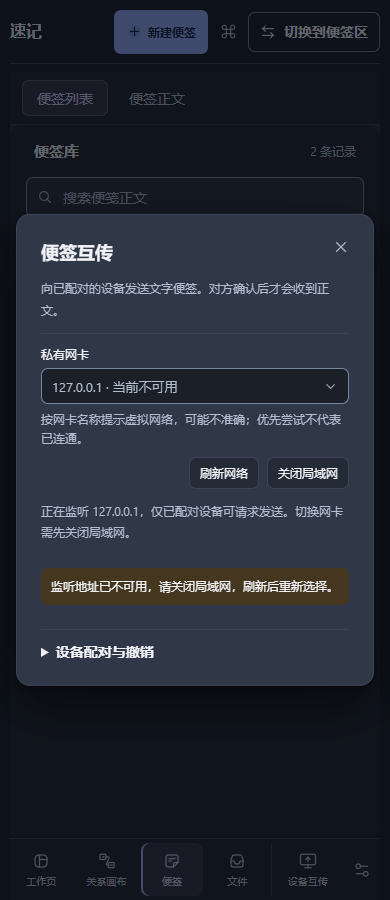 速记
新建便签
切换到便签区
便签列表
便签正文
便签库
2 条记录
搜索便笺正文
便签互传
向已配对的设备发送文字便签。对方确认后才会收到正
文。
私有网卡
127.0.0.1 · 当前不可用
按网卡名称提示虚拟网络，可能不准确；优先尝试不代表
已连通。
刷新网络
关闭局域网
正在监听 127.0.0.1，仅已配对设备可请求发送。切换网卡
需先关闭局域网。
监听地址已不可用，请关闭局域网，刷新后重新选择。
设备配对与撤销
工作页
关系画布
便签
文件
设备互传